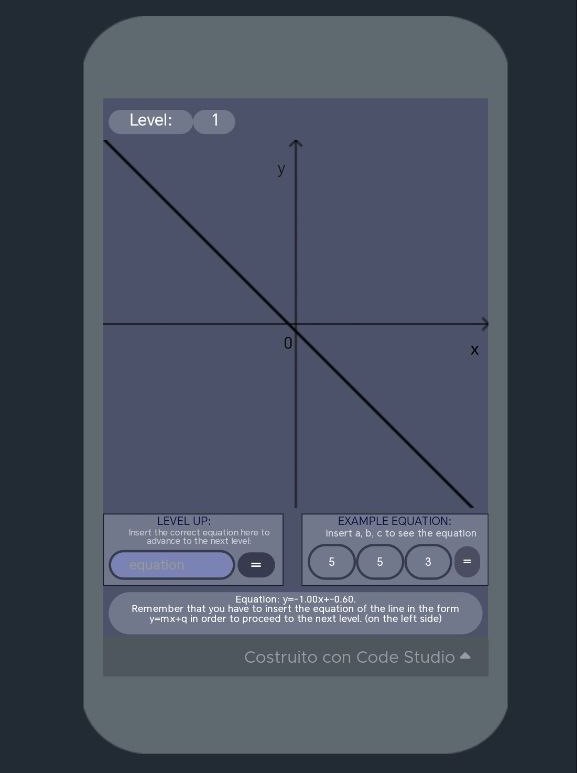 Level: 1
y
0
x
LEVEL UP:
Insert the correct equation here to
advance to the next level:
equation
=
EXAMPLE EQUATION:
insert a, b, c to see the equation
5 5 3 =
Equation: y=-1.00x+-0.60.
Remember that you have to insert the equation of the line in the form
y=mx+q in order to proceed to the next level. (on the left side)
Costruito con Code Studio